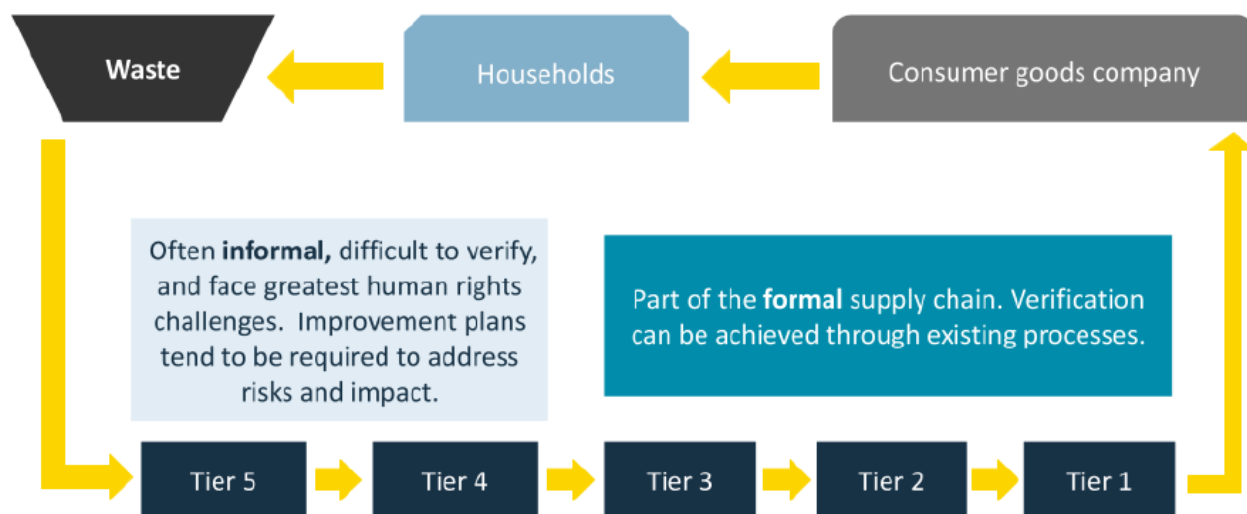 Waste
Households
Consumer goods company
Often informal, difficult to verify,
and face greatest human rights
challenges. Improvement plans
tend to be required to address
risks and impact.
Part of the formal supply chain. Verification
can be achieved through existing processes.
Tier 5
Tier 4
Tier 3
Tier 2
Tier 1